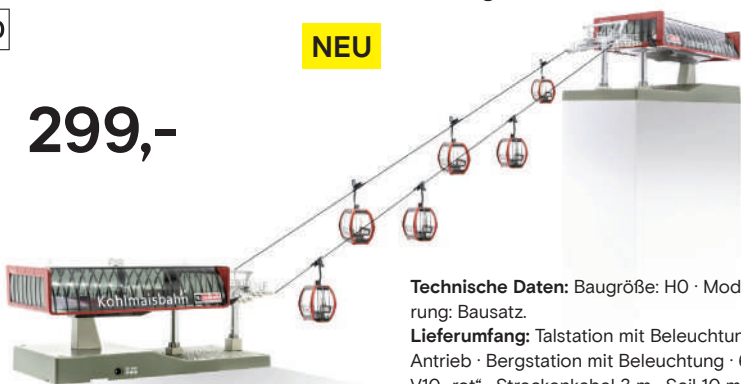 NEU
299,-
Kohlmaisbahn
Technische Daten: Baugröße: H0 · Mod
rung: Bausatz.
Lieferumfang: Talstation mit Beleuchtun
Antrieb · Bergstation mit Beleuchtung ·